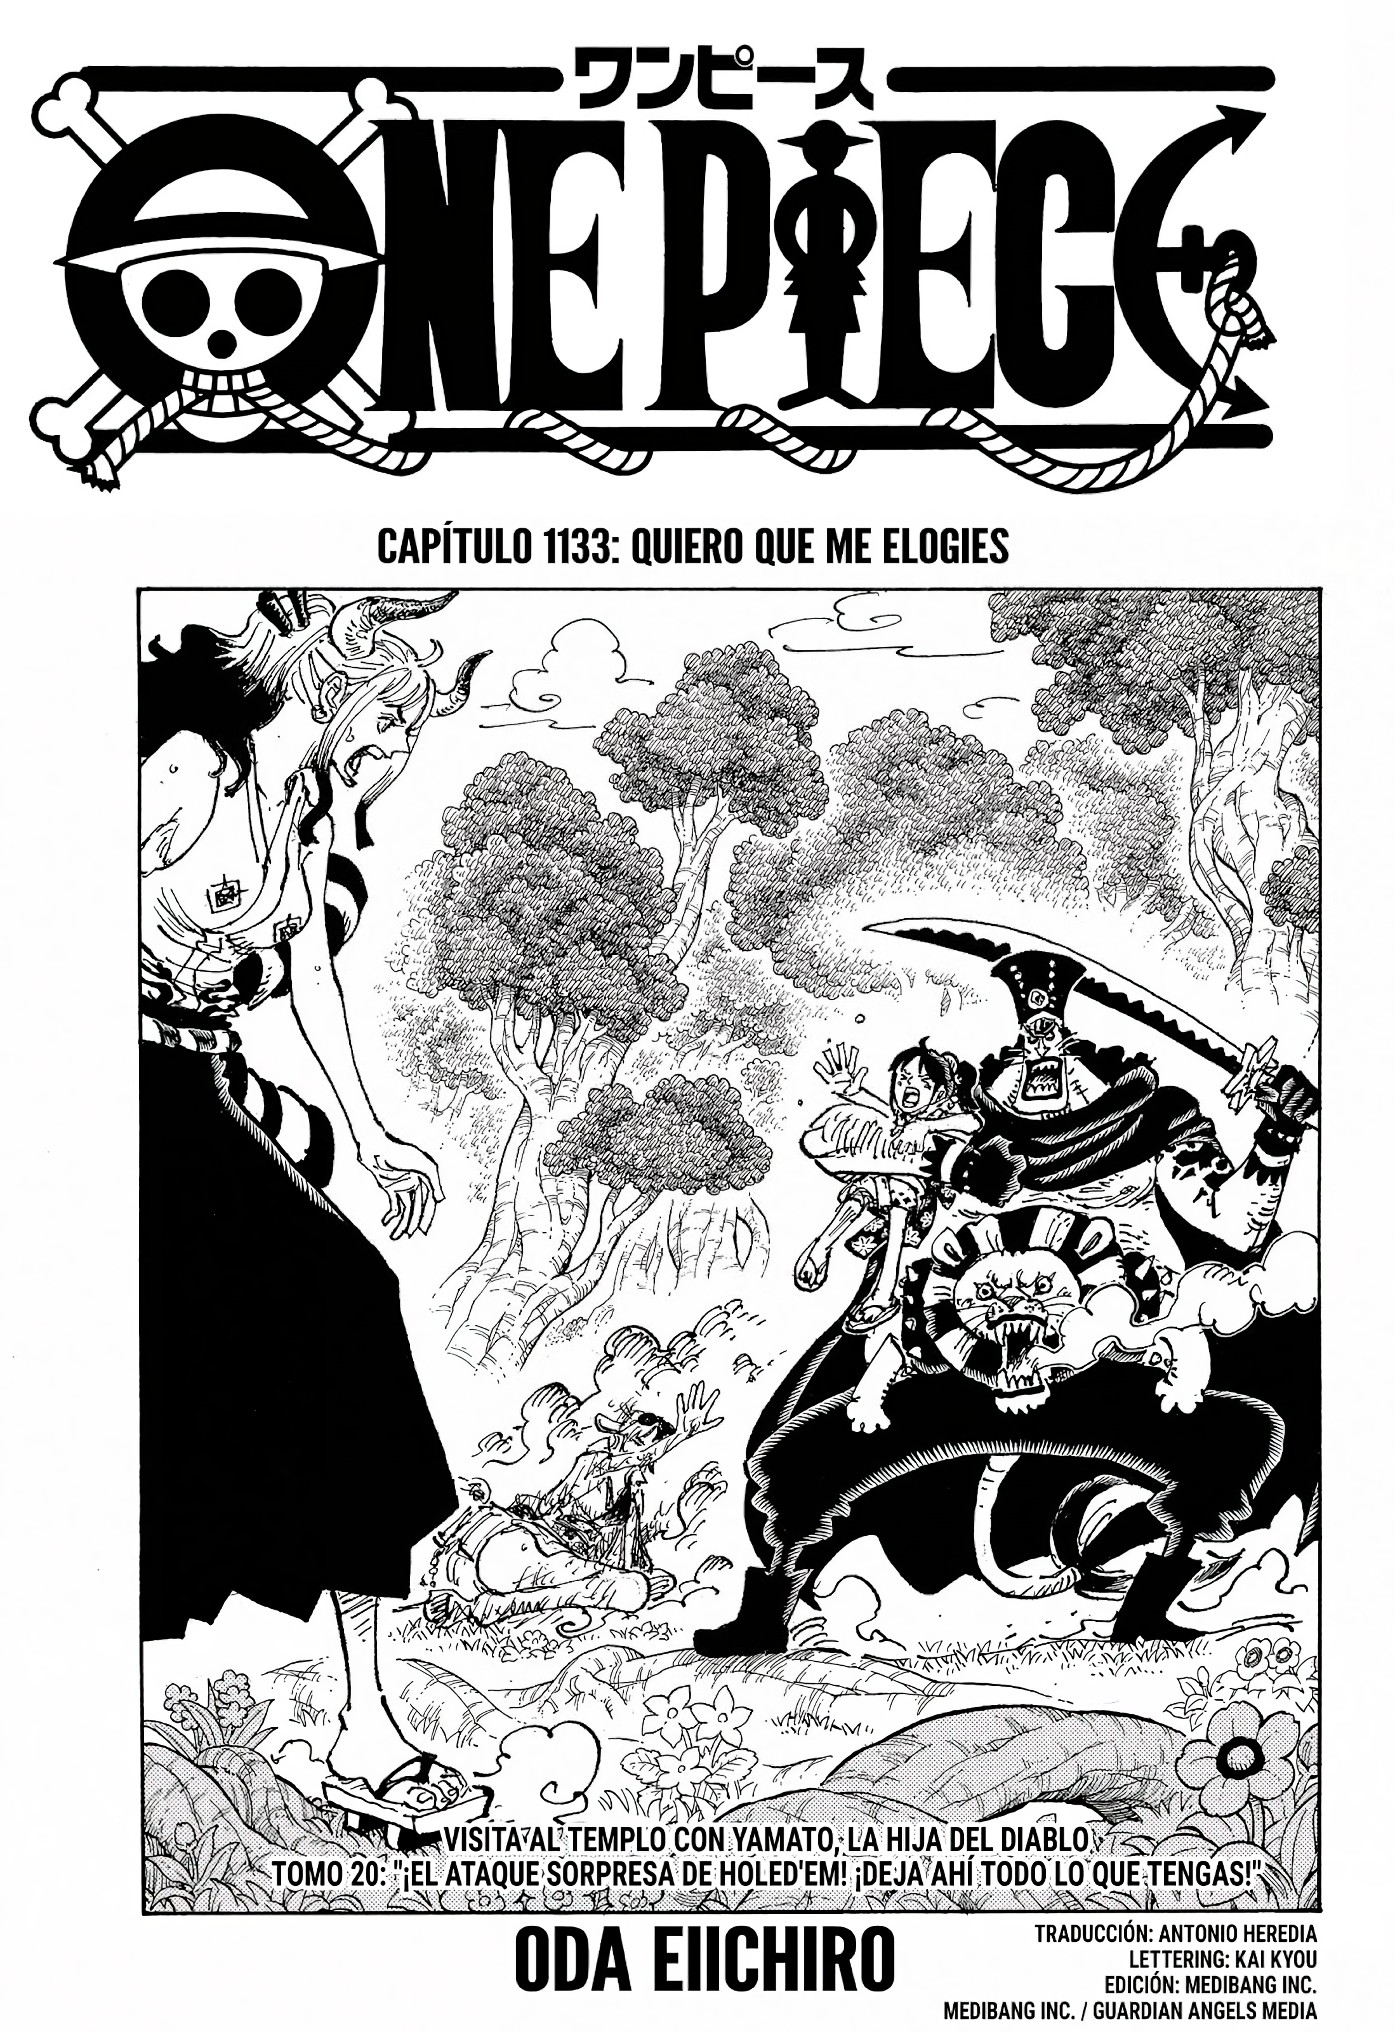 ワンピース
ONE PIECE
CAPÍTULO 1133: QUIERO QUE ME ELOGIES
VISITA AL TEMPLO CON YAMATO, LA HIJA DEL DIABLO
TOMO 20: "¡EL ATAQUE SORPRESA DE HOLED'EM! ¡DEJA AHÍ TODO LO QUE TENGAS!"
ODA EIICHIRO
TRADUCCIÓN: ANTONIO HEREDIA
LETTERING: KAI KYOU
EDICIÓN: MEDIBANG INC.
MEDIBANG INC. / GUARDIAN ANGELS MEDIA